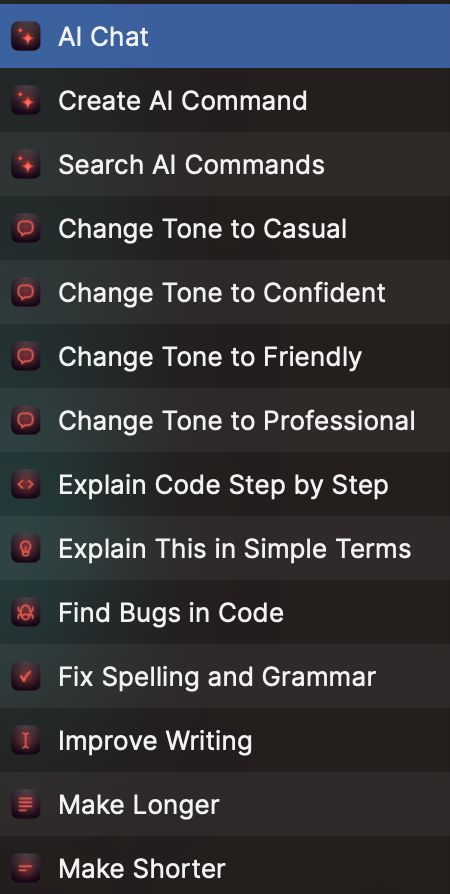 AI Chat
Create AI Command
Search AI Commands
Change Tone to Casual
Change Tone to Confident
Change Tone to Friendly
Change Tone to Professional
Explain Code Step by Step
Explain This in Simple Terms
Find Bugs in Code
Fix Spelling and Grammar
Improve Writing
Make Longer
Make Shorter